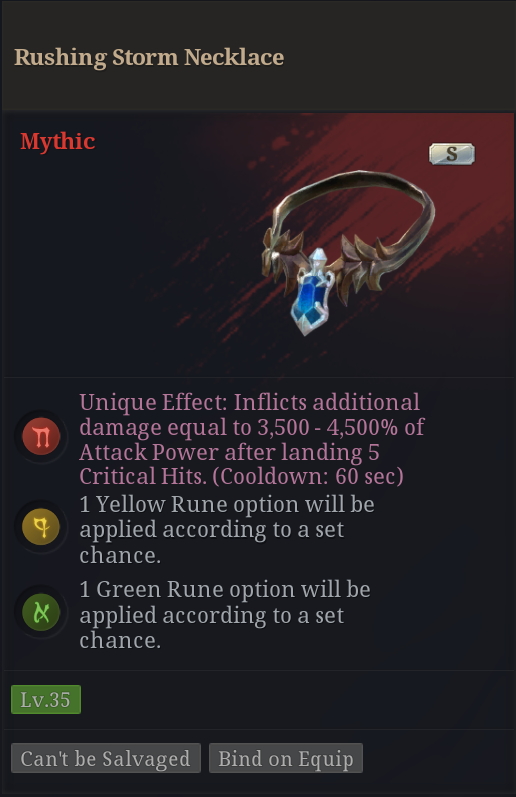 Rushing Storm Necklace
Mythic
S
Unique Effect: Inflicts additional
damage equal to 3,500 - 4,500% of
Attack Power after landing 5
Critical Hits. (Cooldown: 60 sec)
1 Yellow Rune option will be
applied according to a set
chance.
1 Green Rune option will be
applied according to a set
chance.
Lv.35
Can't be Salvaged
Bind on Equip